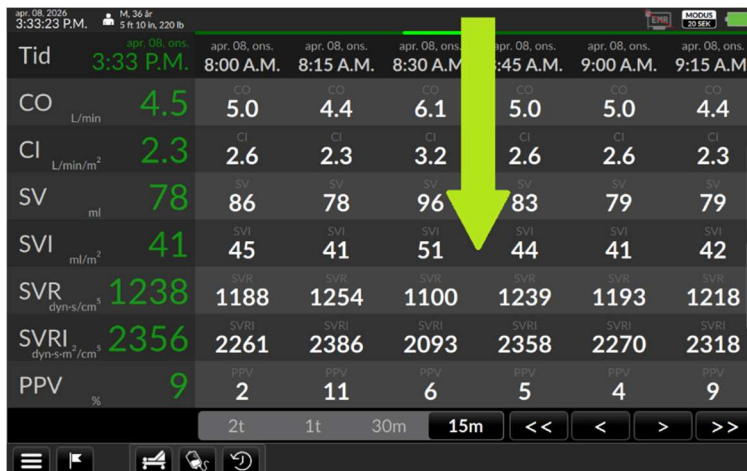 apr. 08, 2026
3:33:23 P.M.
M, 36 år
5 ft 10 in, 220 lb
EMR
MODUS
20 SEK
Tid apr. 08, ons. 3:33 P.M. apr. 08, ons. 8:00 A.M. apr. 08, ons. 8:15 A.M. apr. 08, ons. 8:30 A.M apr. 08, ons. :45 A.M. apr. 08, ons. 9:00 A.M. apr. 08, ons. 9:15 A.M
CO L/min 4.5 CO 5.0 CO 4.4 CO 6.1 CO 5.0 CO 5.0 CO 4.4
CI L/min/m² 2.3 CI 2.6 CI 2.3 CI 3.2 CI 2.6 CI 2.6 CI 2.3
SV ml 78 SV 86 SV 78 SV 96 SV 83 SV 79 SV 79
SVI ml/m² 41 SVI 45 SVI 41 SVI 51 SVI 44 SVI 41 SVI 42
SVR dyn-s/cm⁵ 1238 SVR 1188 SVR 1254 SVR 1100 SVR 1239 SVR 1193 SVR 1218
SVRI dyn-s-m²/cm⁵ 2356 SVRI 2261 SVRI 2386 SVRI 2093 SVRI 2358 SVRI 2270 SVRI 2318
PPV % 9 PPV 2 PPV 11 PPV 6 PPV 5 PPV 4 PPV 9
2t 1t 30m 15m << < > >>